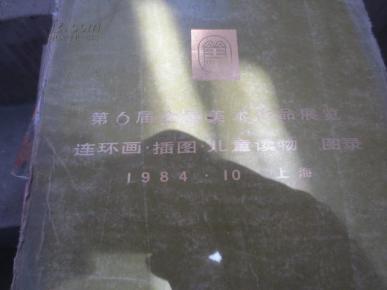 第6届全国美术作品展览
连环画·插图·儿童读物 图录
1984·10 上海